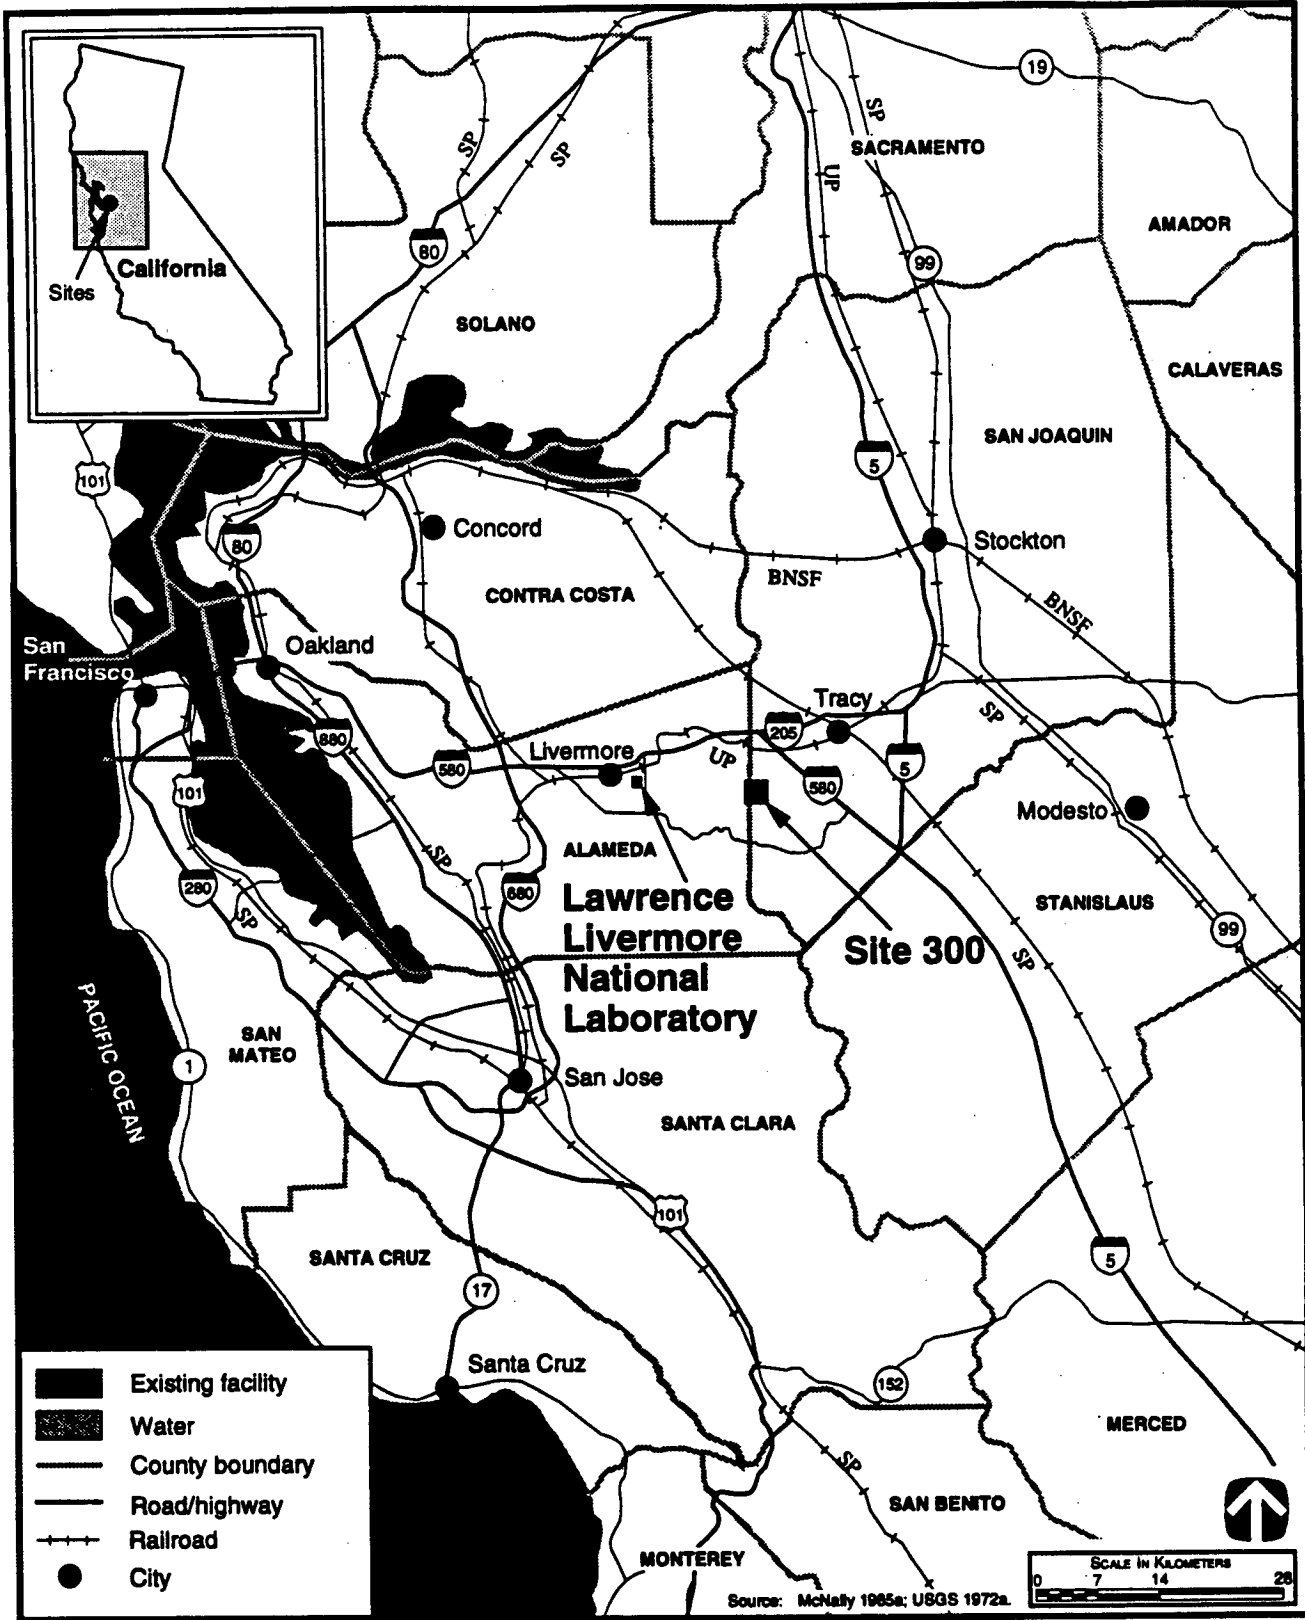 California
Sites
19
SP
SP
SP
UP
SACRAMENTO
AMADOR
80
99
SOLANO
CALAVERAS
SAN JOAQUIN
5
101
Concord
80
Stockton
BNSF
CONTRA COSTA
BNSF
San
Francisco
Oakland
Tracy
SP
205
880
Livermore
UP
580
5
580
101
Modesto
SP
ALAMEDA
280
680
SP
STANISLAUS
99
Lawrence
Livermore
National
Laboratory
Site 300
SP
PACIFIC OCEAN
SAN
MATEO
1
San Jose
SANTA CLARA
101
SANTA CRUZ
17
5
Santa Cruz
152
MERCED
SP
SAN BENITO
MONTEREY
Existing facility
Water
County boundary
Road/highway
Railroad
City
SCALE IN KILOMETERS
0 7 14 28
Source: McNally 1985a; USGS 1972a.